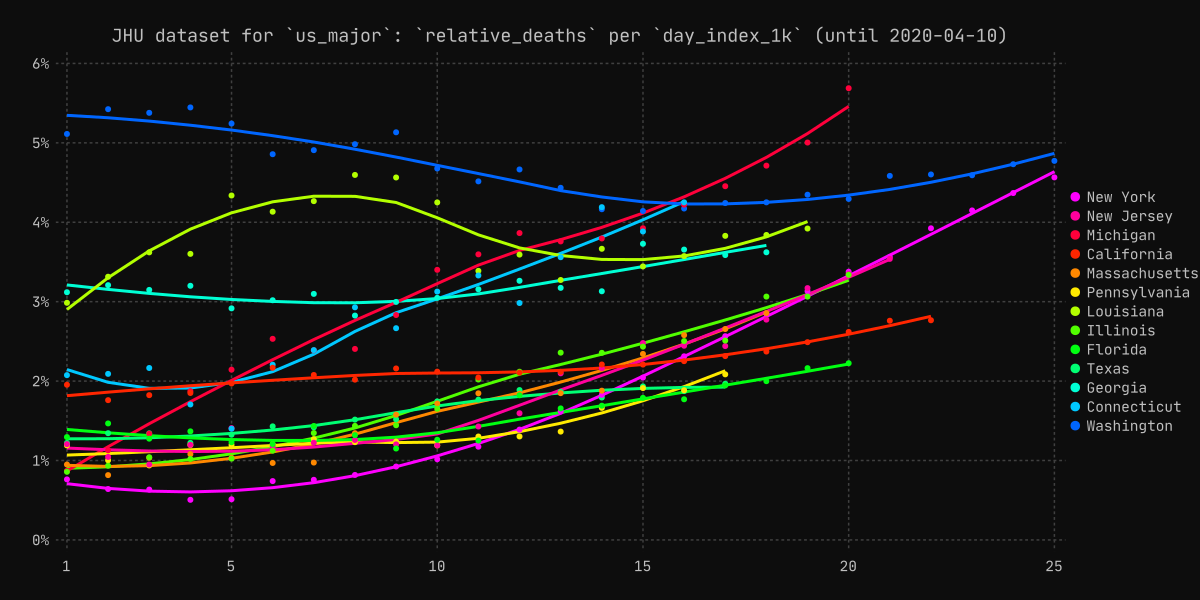 JHU dataset for `us_major`: `relative_deaths` per `day_index_1k` (until 2020-04-10)
6%
5%
4%
3%
2%
1%
0%
1 5 10 15 20 25
New York
New Jersey
Michigan
California
Massachusetts
Pennsylvania
Louisiana
Illinois
Florida
Texas
Georgia
Connecticut
Washington